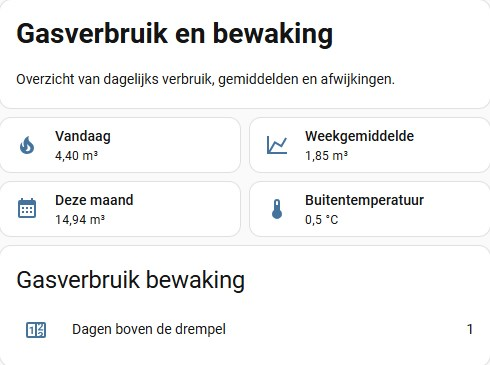 Gasverbruik en bewaking
Overzicht van dagelijks verbruik, gemiddelden en afwijkingen.
Vandaag
4,40 m³
Weekgemiddelde
1,85 m³
Deze maand
14,94 m³
Buitentemperatuur
0,5 °C
Gasverbruik bewaking
Dagen boven de drempel
1